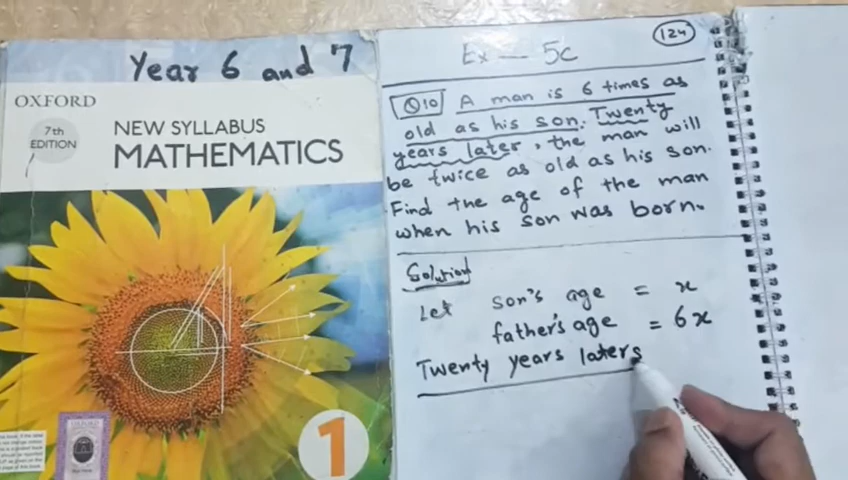 Year 6 and 7
OXFORD
7th
EDITION
NEW SYLLABUS
MATHEMATICS
1
OXFORD
124
Ex — 5c
Q10 A man is 6 times as
old as his son. Twenty
years later, the man will
be twice as old as his son.
Find the age of the man
when his son was born.
Solution
Let son's age = x
father's age = 6x
Twenty years laters